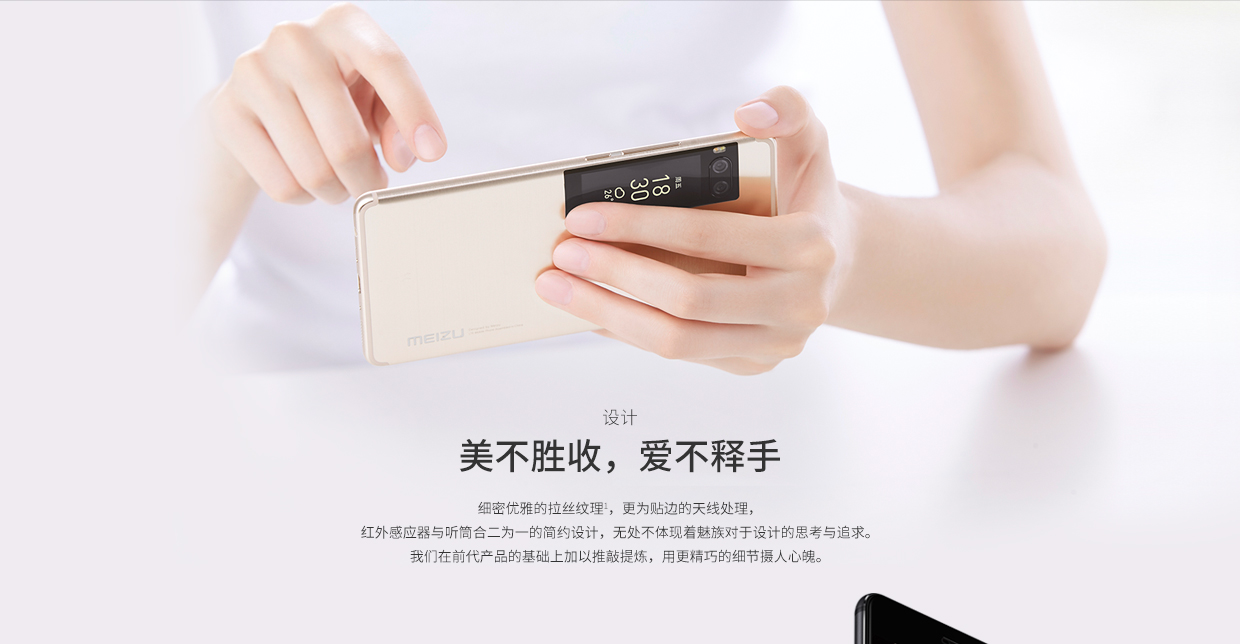 周五
18
30
26°
MEIZU
设计
美不胜收，爱不释手
细密优雅的拉丝纹理¹，更为贴边的天线处理，
红外感应器与听筒合二为一的简约设计，无处不体现着魅族对于设计的思考与追求。
我们在前代产品的基础上加以推敲提炼，用更精巧的细节摄人心魄。